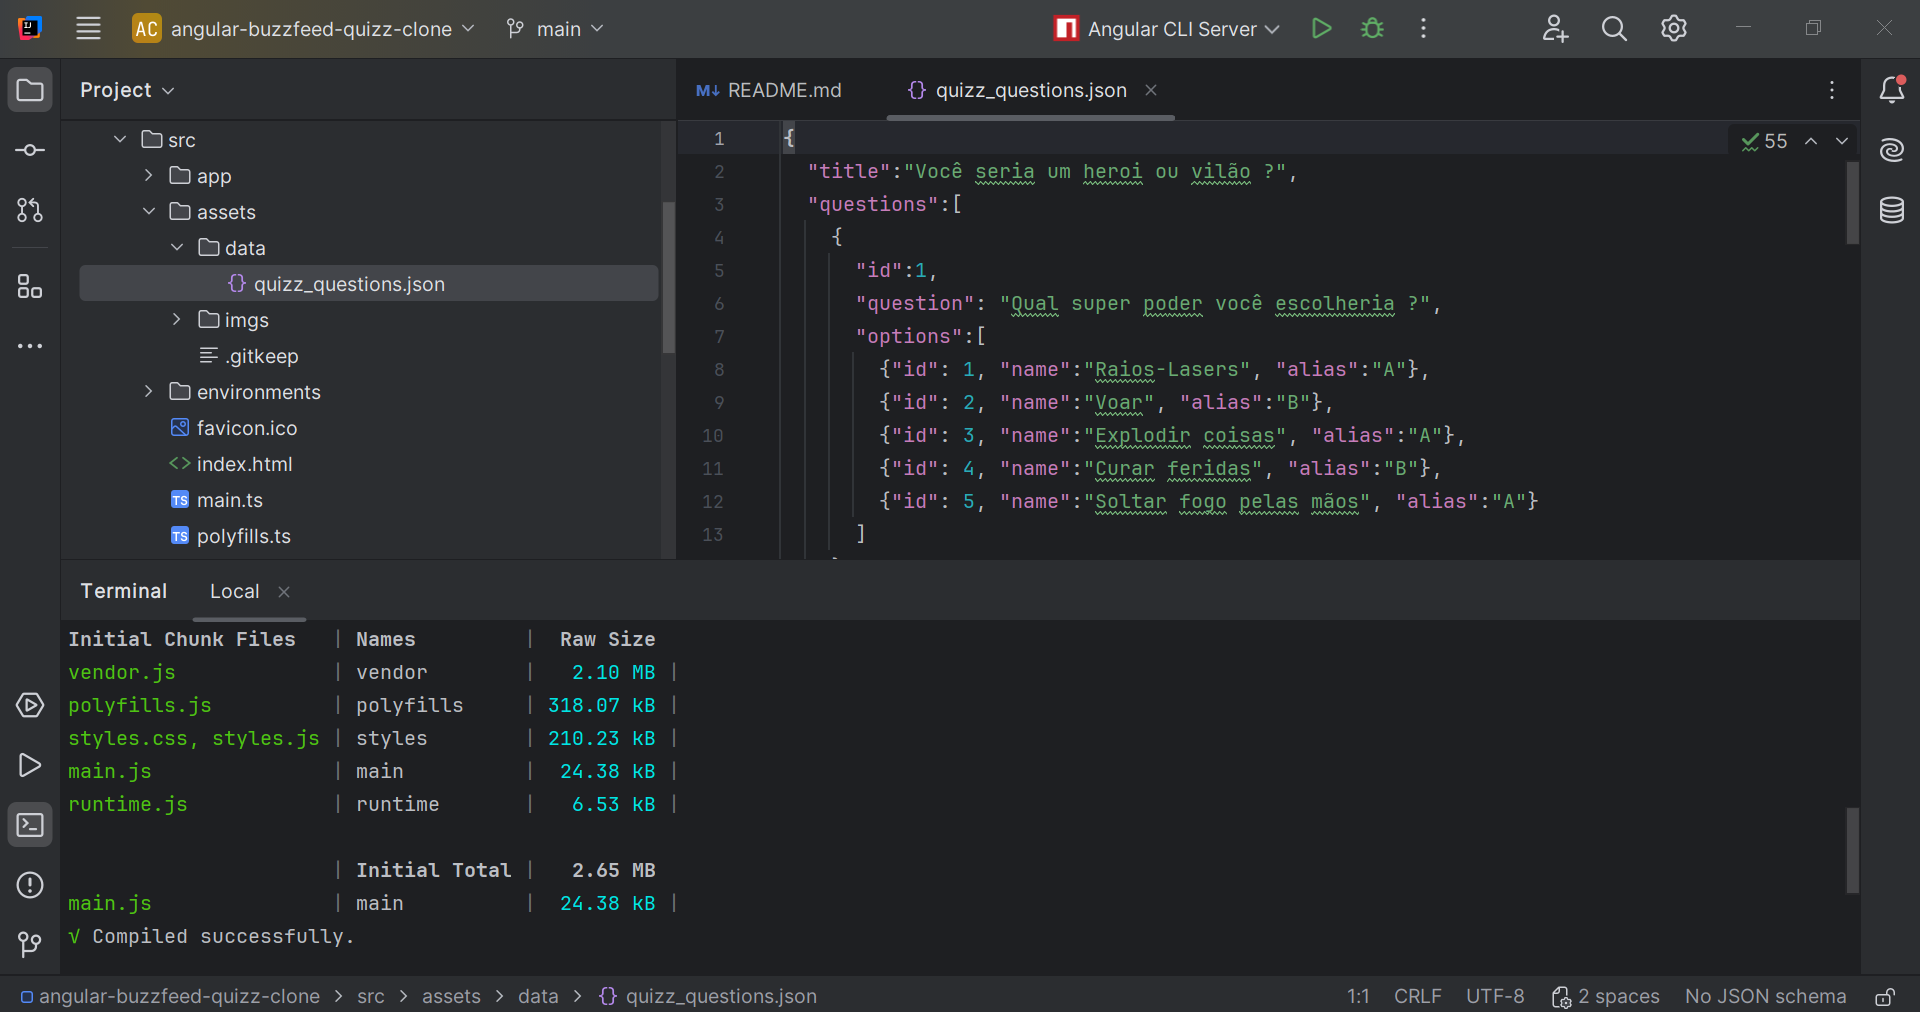 AC angular-buzzfeed-quizz-clone main Angular CLI Server
Project
README.md
quizz_questions.json
src
app
assets
data
quizz_questions.json
imgs
.gitkeep
environments
favicon.ico
index.html
TS main.ts
TS polyfills.ts
55
1 {
2 "title":"Você seria um heroi ou vilão ?",
3 "questions":[
4 {
5 "id":1,
6 "question": "Qual super poder você escolheria ?",
7 "options":[
8 {"id": 1, "name":"Raios-Lasers", "alias":"A"},
9 {"id": 2, "name":"Voar", "alias":"B"},
10 {"id": 3, "name":"Explodir coisas", "alias":"A"},
11 {"id": 4, "name":"Curar feridas", "alias":"B"},
12 {"id": 5, "name":"Soltar fogo pelas mãos", "alias":"A"}
13 ]
Terminal Local
Initial Chunk Files | Names | Raw Size
vendor.js | vendor | 2.10 MB |
polyfills.js | polyfills | 318.07 kB |
styles.css, styles.js | styles | 210.23 kB |
main.js | main | 24.38 kB |
runtime.js | runtime | 6.53 kB |
| Initial Total | 2.65 MB
main.js | main | 24.38 kB |
√ Compiled successfully.
angular-buzzfeed-quizz-clone > src > assets > data > {} quizz_questions.json 1:1 CRLF UTF-8 2 spaces No JSON schema